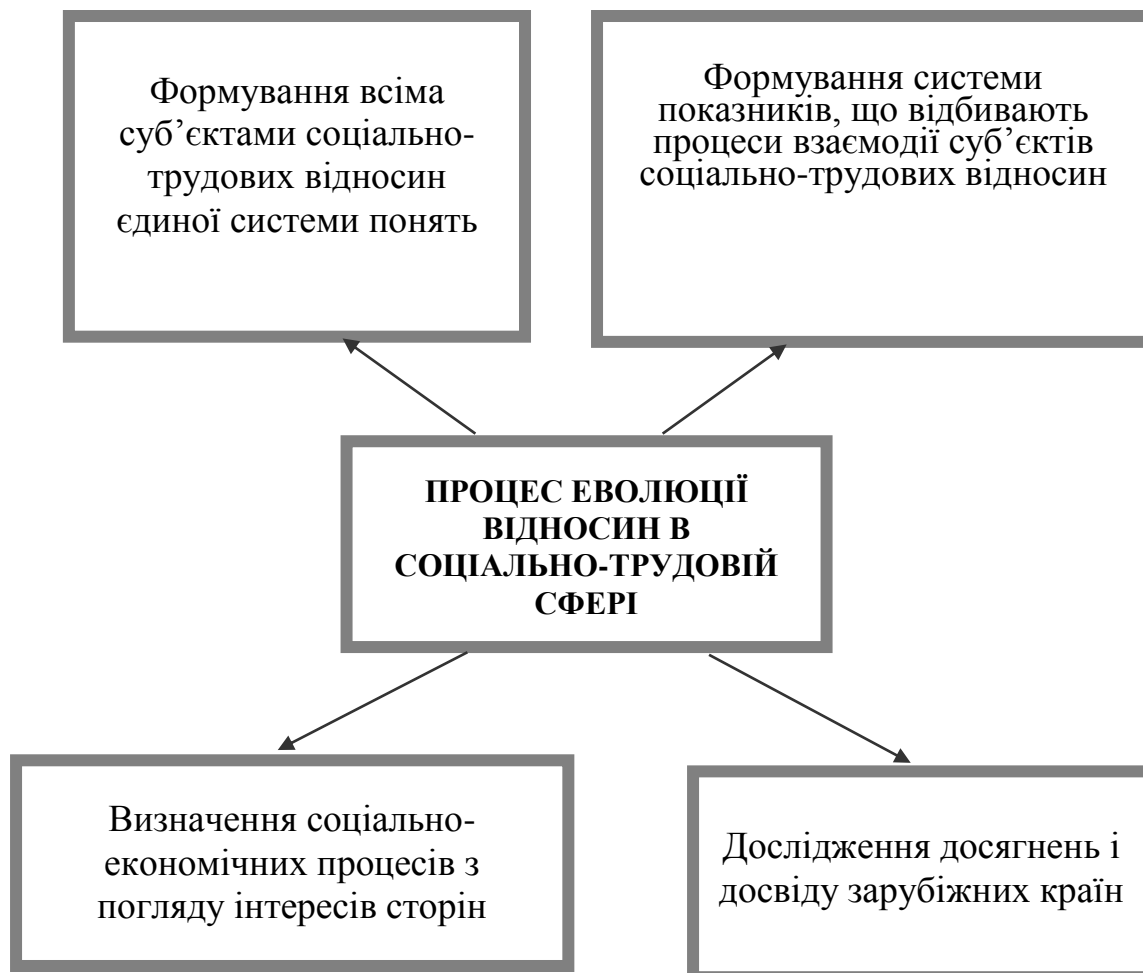 Формування всіма
суб’єктами соціально-
трудових відносин
єдиної системи понять
Формування системи
показників, що відбивають
процеси взаємодії суб’єктів
соціально-трудових відносин
ПРОЦЕС ЕВОЛЮЦІЇ
ВІДНОСИН В
СОЦІАЛЬНО-ТРУДОВІЙ
СФЕРІ
Визначення соціально-
економічних процесів з
погляду інтересів сторін
Дослідження досягнень і
досвіду зарубіжних країн